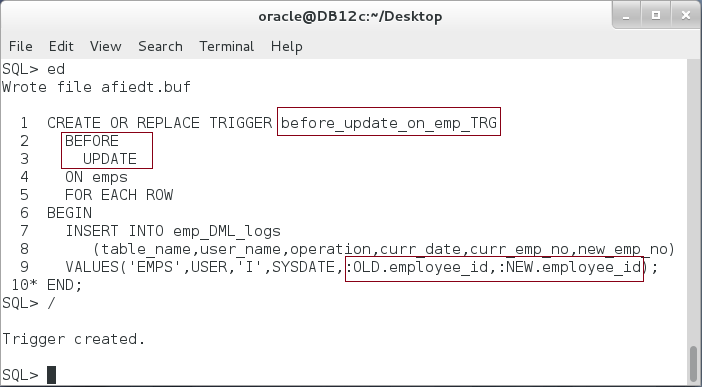 oracle@DB12c:~/Desktop
File Edit View Search Terminal Help
SQL> ed
Wrote file afiedt.buf
1 CREATE OR REPLACE TRIGGER before_update_on_emp_TRG
2 BEFORE
3 UPDATE
4 ON emps
5 FOR EACH ROW
6 BEGIN
7 INSERT INTO emp_DML_logs
8 (table_name,user_name,operation,curr_date,curr_emp_no,new_emp_no)
9 VALUES('EMPS',USER,'I',SYSDATE,:OLD.employee_id,:NEW.employee_id);
10* END;
SQL> /
Trigger created.
SQL>